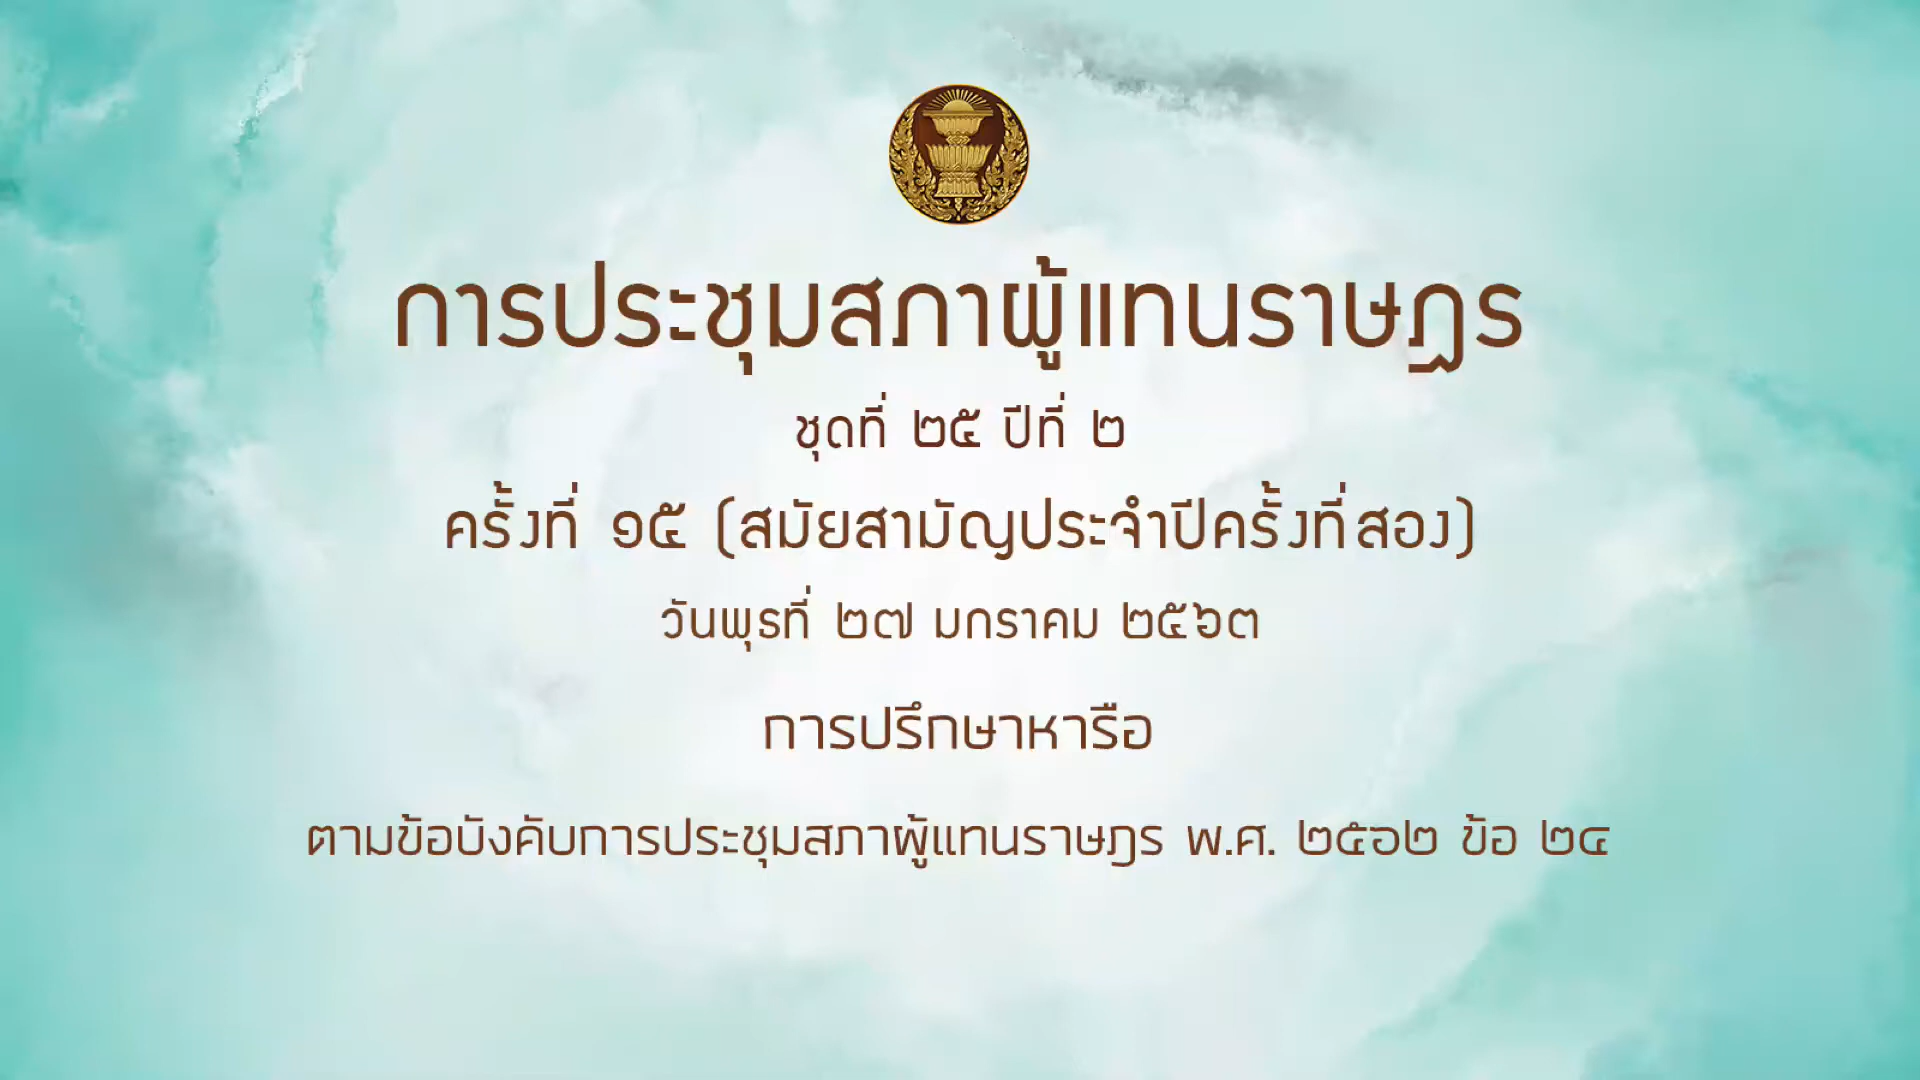 การประชุมสภาผู้แทนราษฎร
ชุดที่ ๒๕ ปีที่ ๒
ครั้งที่ ๑๕ (สมัยสามัญประจำปีครั้งที่สอง)
วันพุธที่ ๒๗ มกราคม ๒๕๖๓
การปรึกษาหารือ
ตามข้อบังคับการประชุมสภาผู้แทนราษฎร พ.ศ. ๒๕๖๒ ข้อ ๒๔